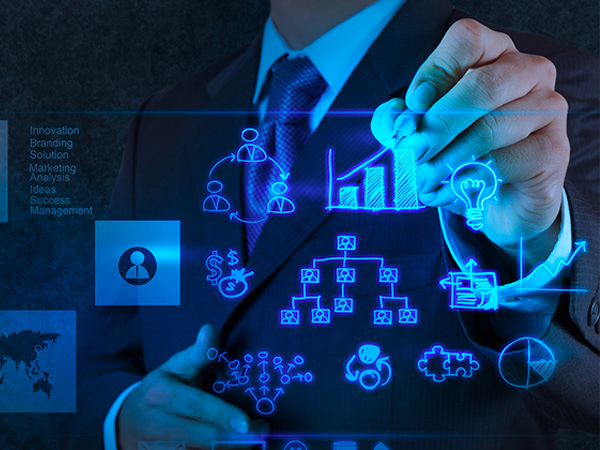 Innovation
Branding
Solution
Marketing
Analysis
Ideas
Success
Management
$
$
$